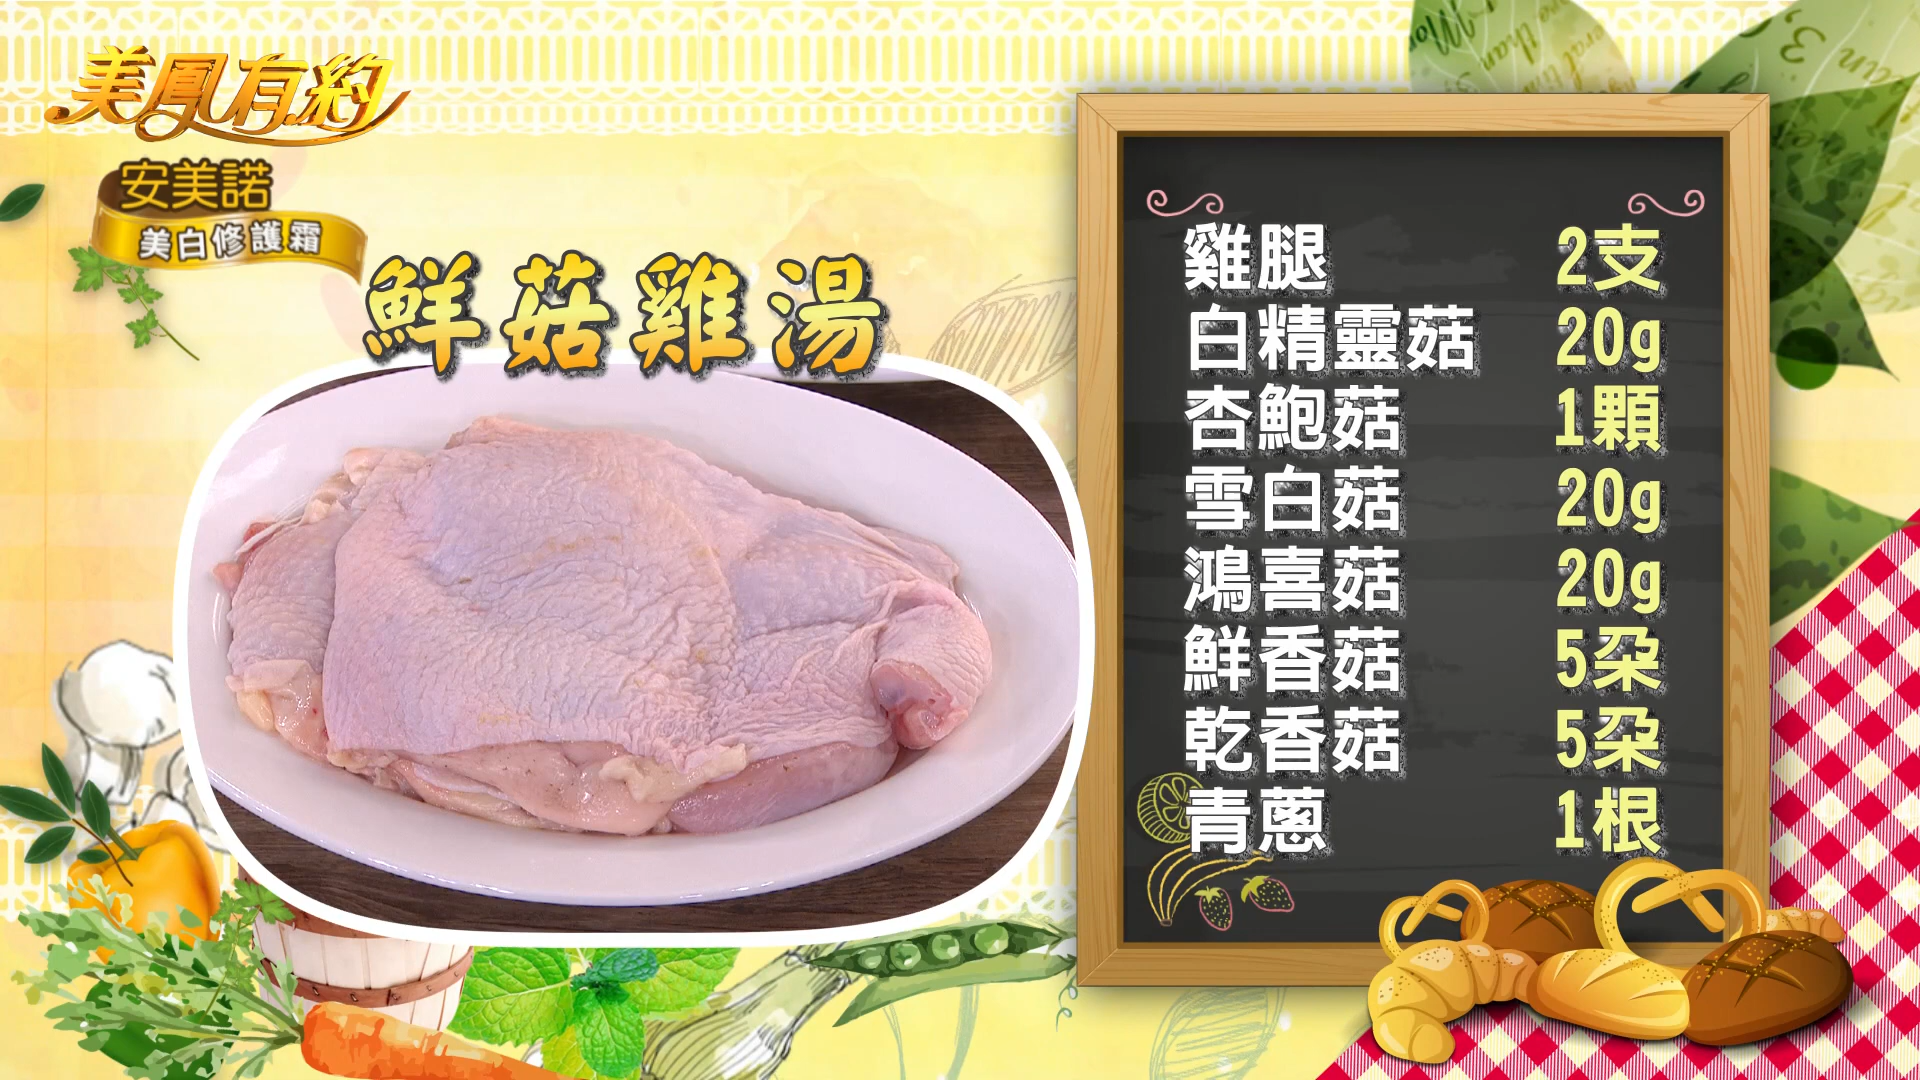 美鳳有約
安美諾
美白修護霜
鮮菇雞湯
雞腿 2支
白精靈菇 20g
杏鮑菇 1顆
雪白菇 20g
鴻喜菇 20g
鮮香菇 5朵
乾香菇 5朵
青蔥 1根